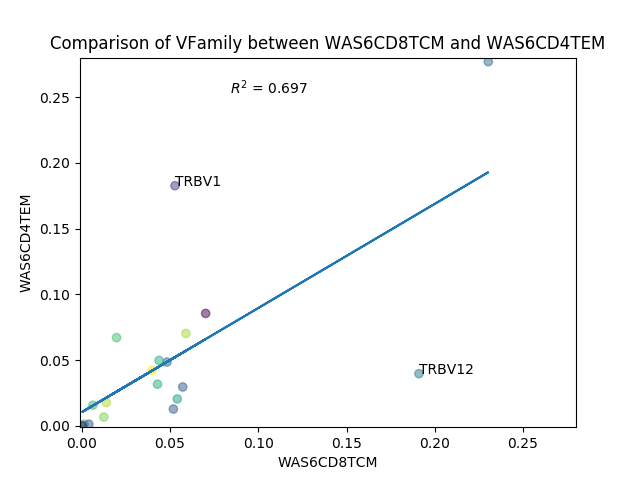 Comparison of VFamily between WAS6CD8TCM and WAS6CD4TEM
R² = 0.697
0.25
0.20
TRBV1
0.15
WAS6CD4TEM
0.10
0.05
TRBV12
0.00
0.00 0.05 0.10 0.15 0.20 0.25
WAS6CD8TCM